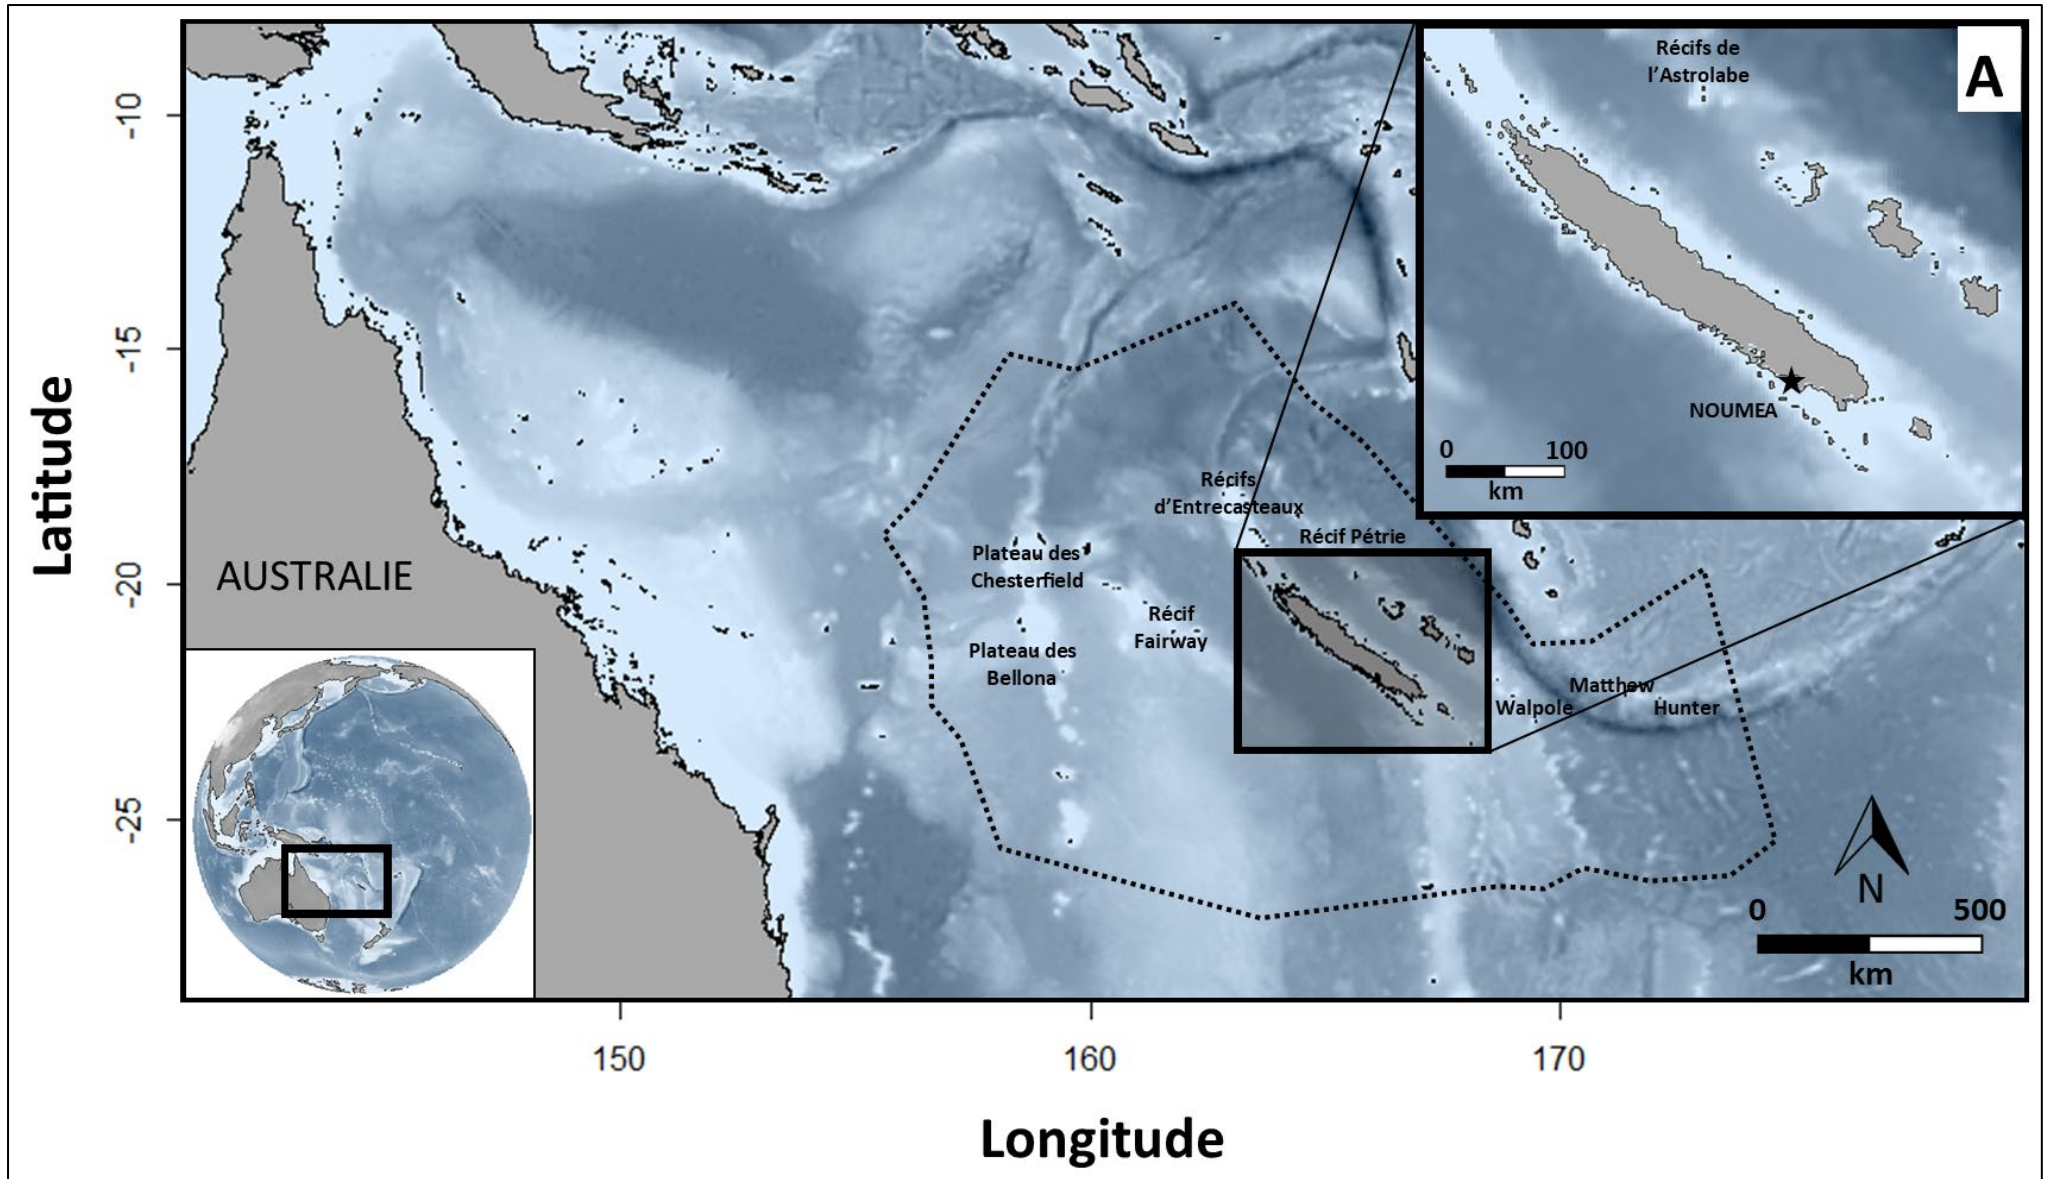 Récifs de
l'Astrolabe
A
NOUMEA
0 100
km
-10
-15
-20
-25
Latitude
AUSTRALIE
Récifs
d'Entrecasteaux
Récif Pétrie
Plateau des
Chesterfield
Récif
Fairway
Plateau des
Bellona
Matthew
Walpole
Hunter
N
0 500
km
150 160 170
Longitude